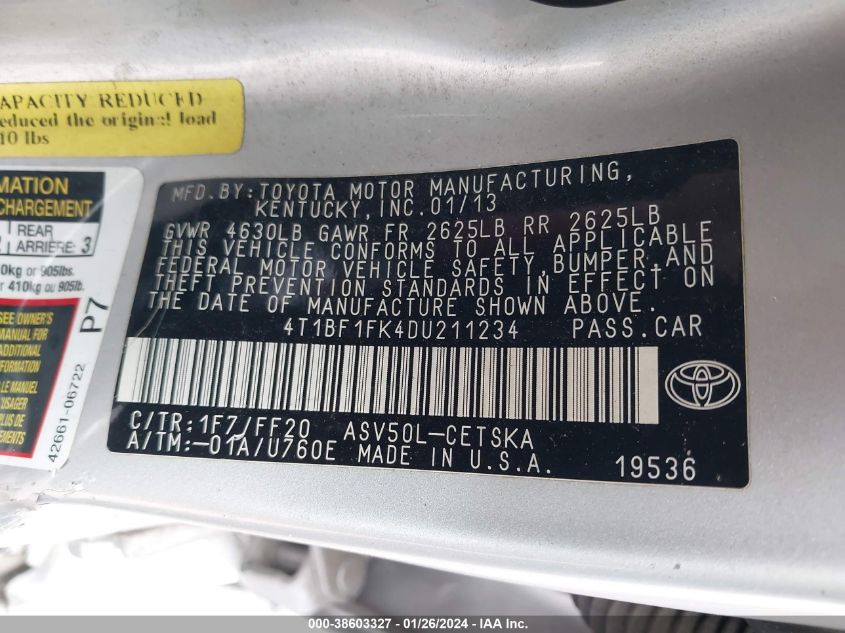 APACITY REDUCED
educed the original load
10 lbs
MATION
CHARGEMENT
REAR
ARRIERE 3
0kg or 905lbs.
r 410kg ou 905lb.
SEE OWNER'S
MANUAL FOR
ADDITIONAL
FORMATION
LE MANUEL
'USAGER
PLUS DE
42661-06722
P7
MFD. BY: TOYOTA MOTOR MANUFACTURING,
KENTUCKY, INC. 01/13
GVWR 4630LB GAWR FR 2625LB RR 2625LB
THIS VEHICLE CONFORMS TO ALL APPLICABLE
FEDERAL MOTOR VEHICLE SAFETY, BUMPER, AND
THEFT PREVENTION STANDARDS IN EFFECT ON
THE DATE OF MANUFACTURE SHOWN ABOVE.
4T1BF1FK4DU211234 PASS. CAR
C/TR: 1F7/FF20 ASV50L-CETSKA
A/TM: -01A/U760E MADE IN U.S.A. 19536
000-38603327 - 01/26/2024 - IAA Inc.